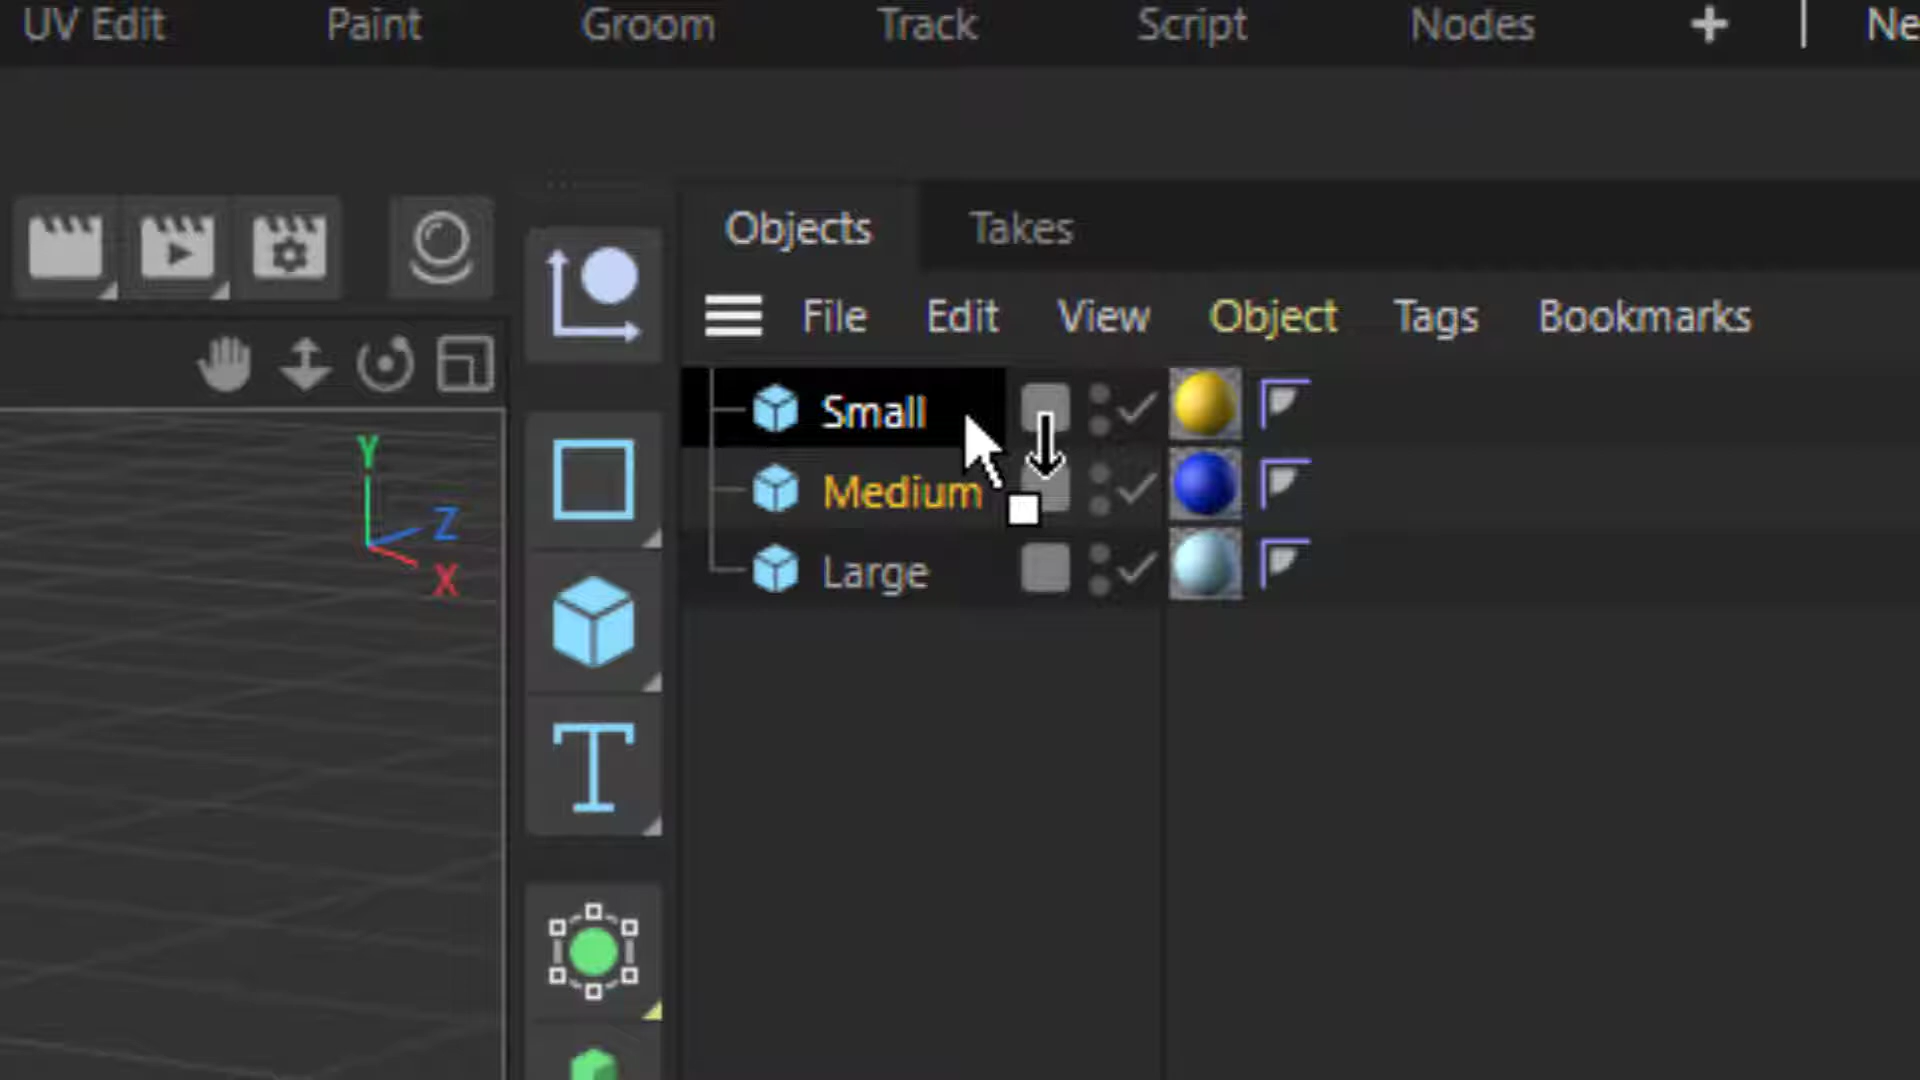 UV Edit Paint Groom Track Script Nodes + Ne
Objects Takes
File Edit View Object Tags Bookmarks
Small
Medium
Large
Y
Z
X